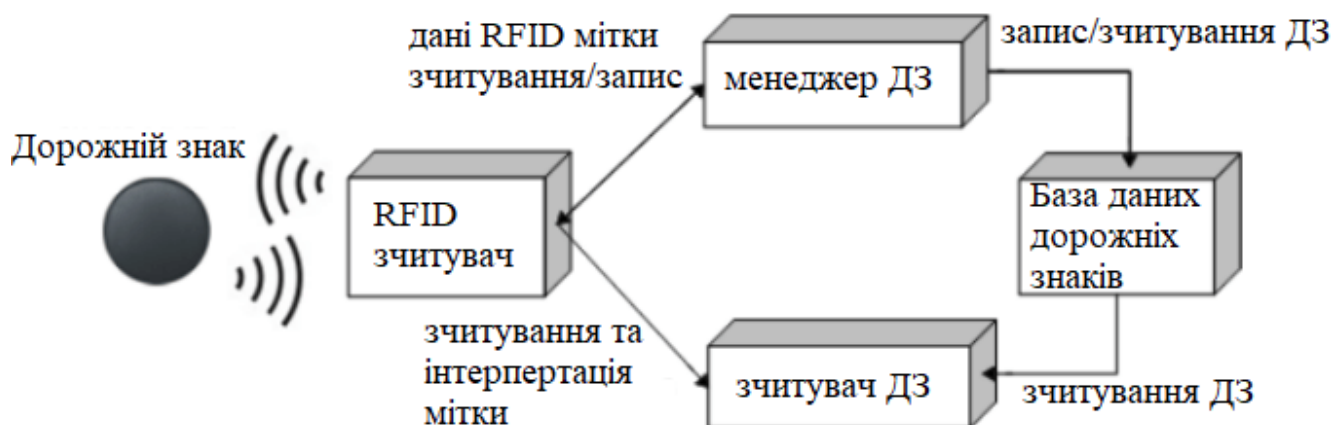 дані RFID мітки
зчитування/запис
менеджер ДЗ
запис/зчитування ДЗ
Дорожній знак
RFID
зчитувач
База даних
дорожніх
знаків
зчитування та
інтерпертація
мітки
зчитувач ДЗ
зчитування ДЗ